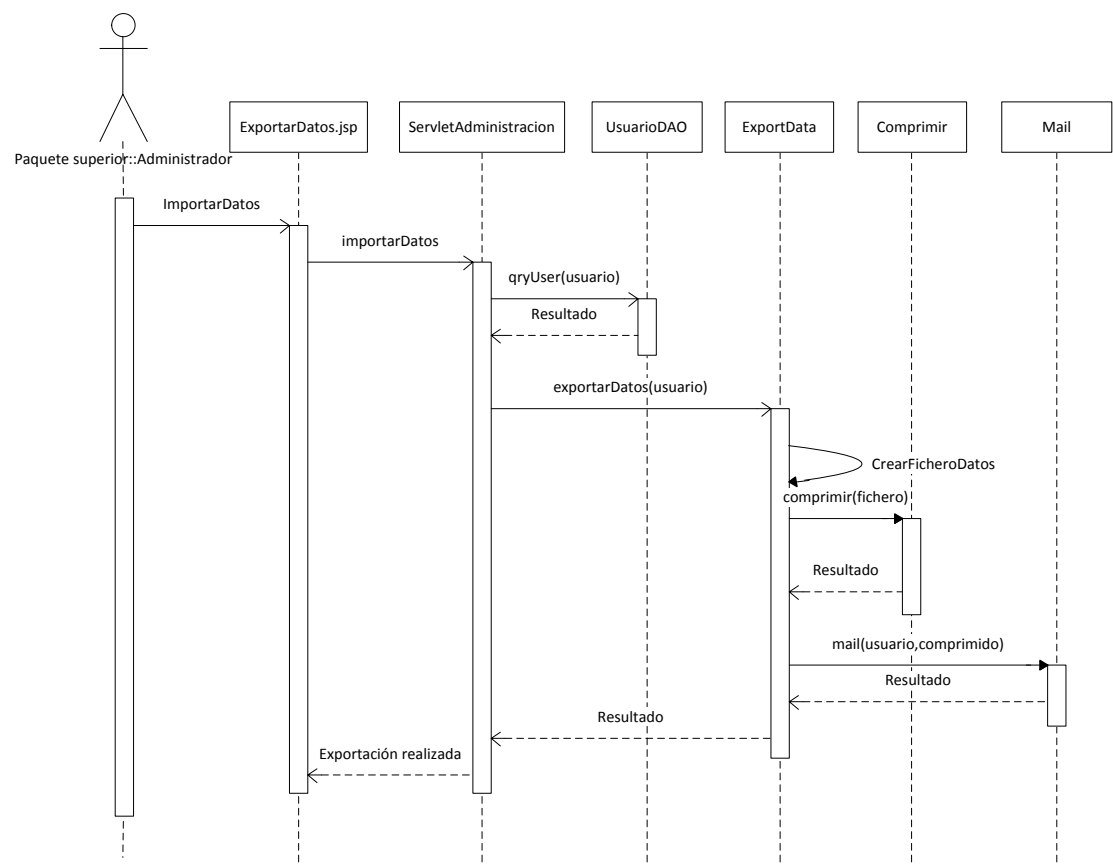 ExportarDatos.jsp
ServletAdministracion
UsuarioDAO
ExportData
Comprimir
Mail
Paquete superior::Administrador
ImportarDatos
importarDatos
qryUser(usuario)
Resultado
exportarDatos(usuario)
CrearFicheroDatos
comprimir(fichero)
Resultado
mail(usuario,comprimido)
Resultado
Resultado
Exportación realizada